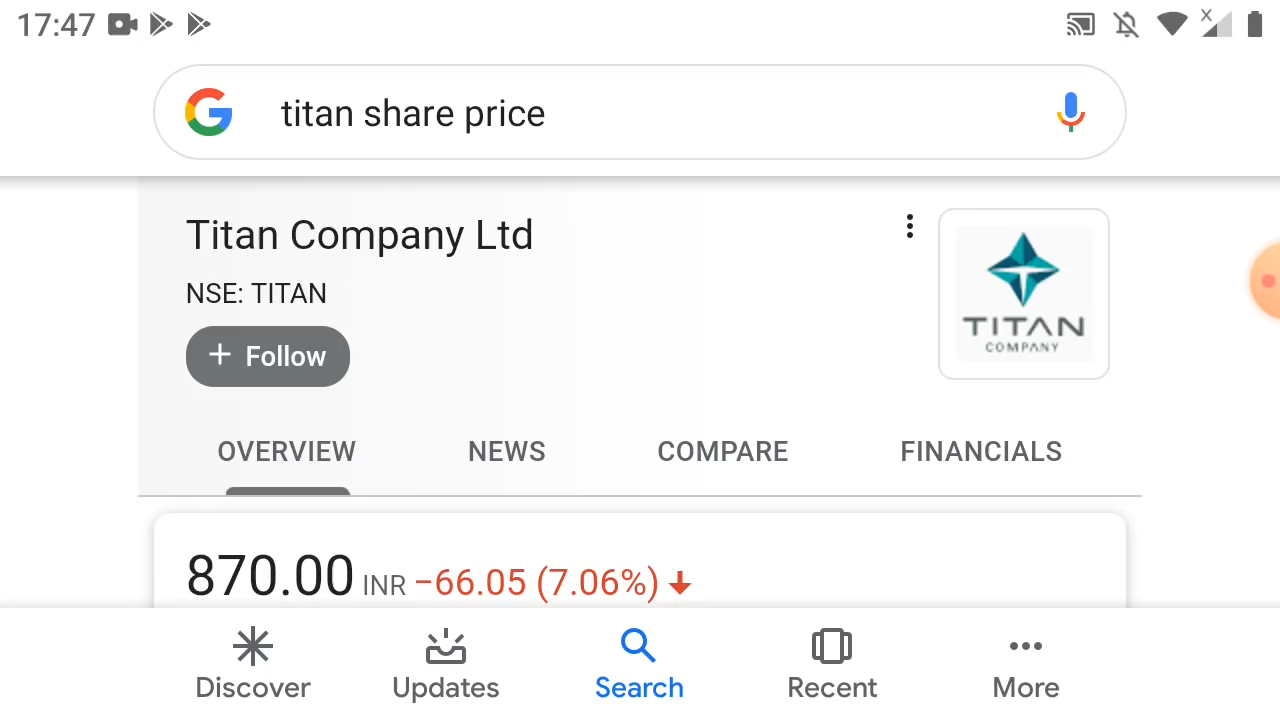 17:47
titan share price
Titan Company Ltd
NSE: TITAN
+ Follow
TITAN
COMPANY
OVERVIEW NEWS COMPARE FINANCIALS
870.00 INR −66.05 (7.06%)
Discover Updates Search Recent More